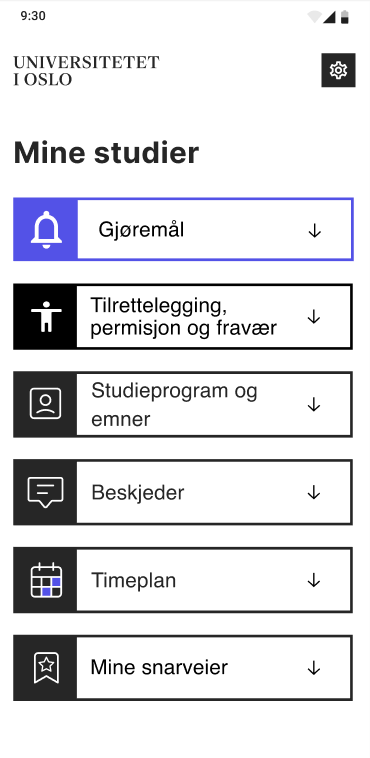 9:30
UNIVERSITETET
I OSLO
Mine studier
Gjøremål
Tilrettelegging,
permisjon og fravær
Studieprogram og
emner
Beskjeder
Timeplan
Mine snarveier